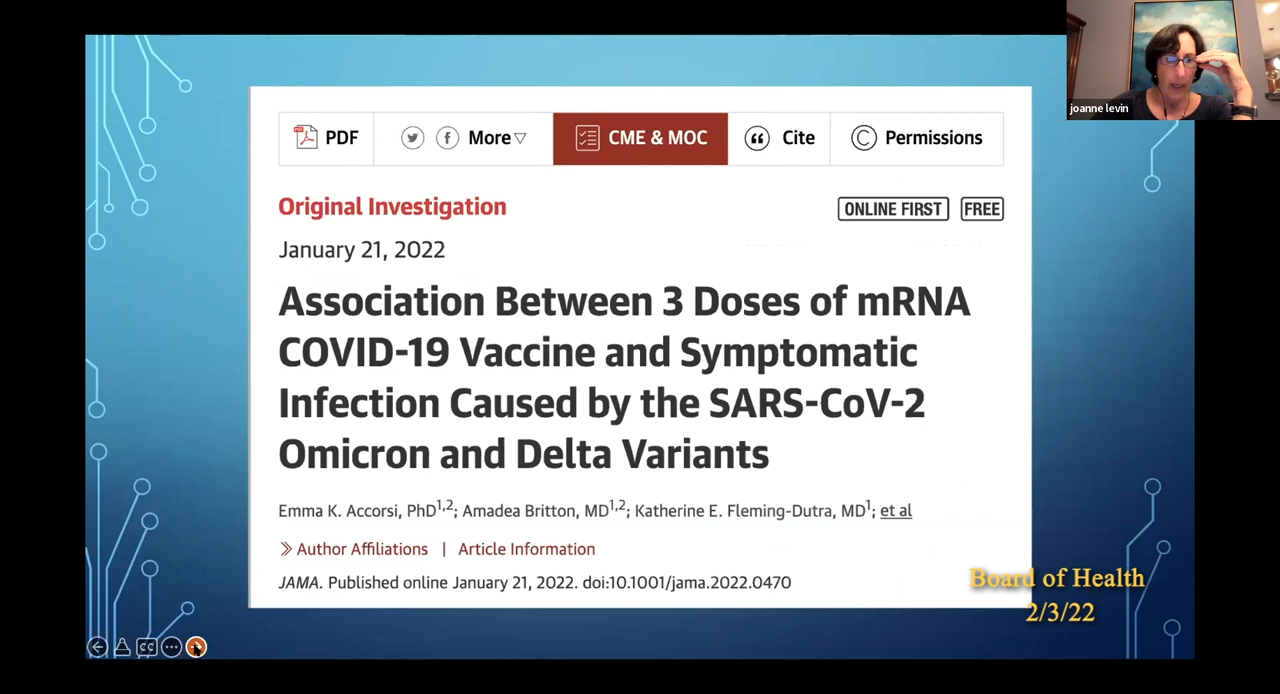 joanne levin
PDF More CME & MOC Cite Permissions
Original Investigation ONLINE FIRST FREE
January 21, 2022
Association Between 3 Doses of mRNA
COVID-19 Vaccine and Symptomatic
Infection Caused by the SARS-CoV-2
Omicron and Delta Variants
Emma K. Accorsi, PhD1,2; Amadea Britton, MD1,2; Katherine E. Fleming-Dutra, MD1; et al
Author Affiliations | Article Information
JAMA. Published online January 21, 2022. doi:10.1001/jama.2022.0470
Board of Health
2/3/22
CC